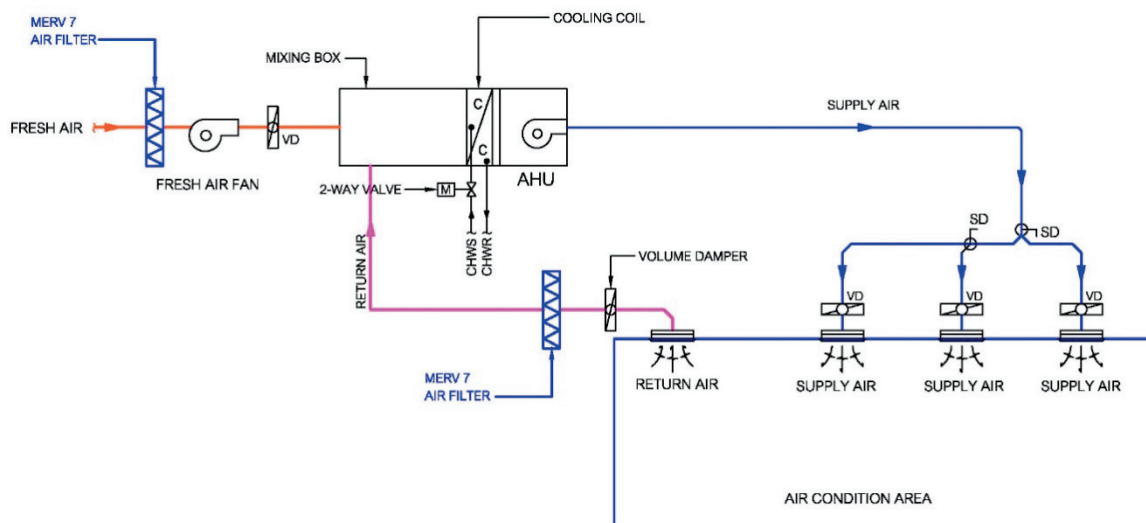 MERV 7
AIR FILTER
COOLING COIL
MIXING BOX
FRESH AIR
VD
FRESH AIR FAN
C
C
AHU
SUPPLY AIR
2-WAY VALVE
M
CHWS
CHWR
RETURN AIR
SD
SD
VOLUME DAMPER
VD
VD
VD
MERV 7
AIR FILTER
RETURN AIR
SUPPLY AIR
SUPPLY AIR
SUPPLY AIR
AIR CONDITION AREA